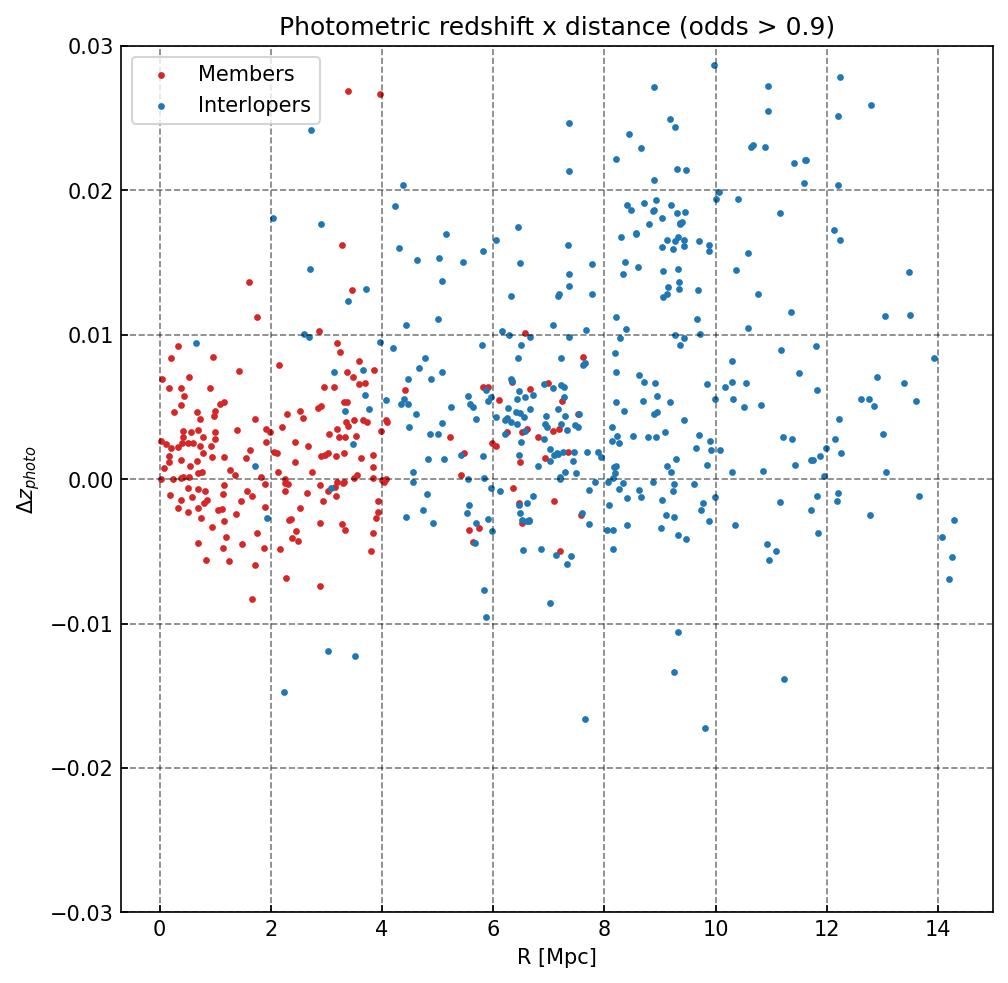 Photometric redshift x distance (odds > 0.9)
Members
Interlopers
0.03
0.02
0.01
0.00
−0.01
−0.02
−0.03
Δz_photo
0 2 4 6 8 10 12 14
R [Mpc]